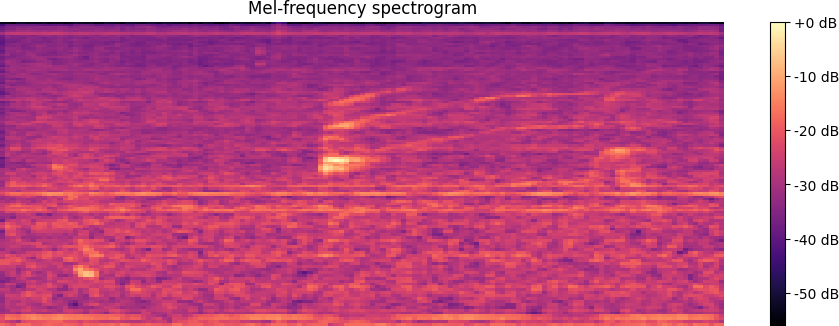 Mel-frequency spectrogram
+0 dB
-10 dB
-20 dB
-30 dB
-40 dB
-50 dB